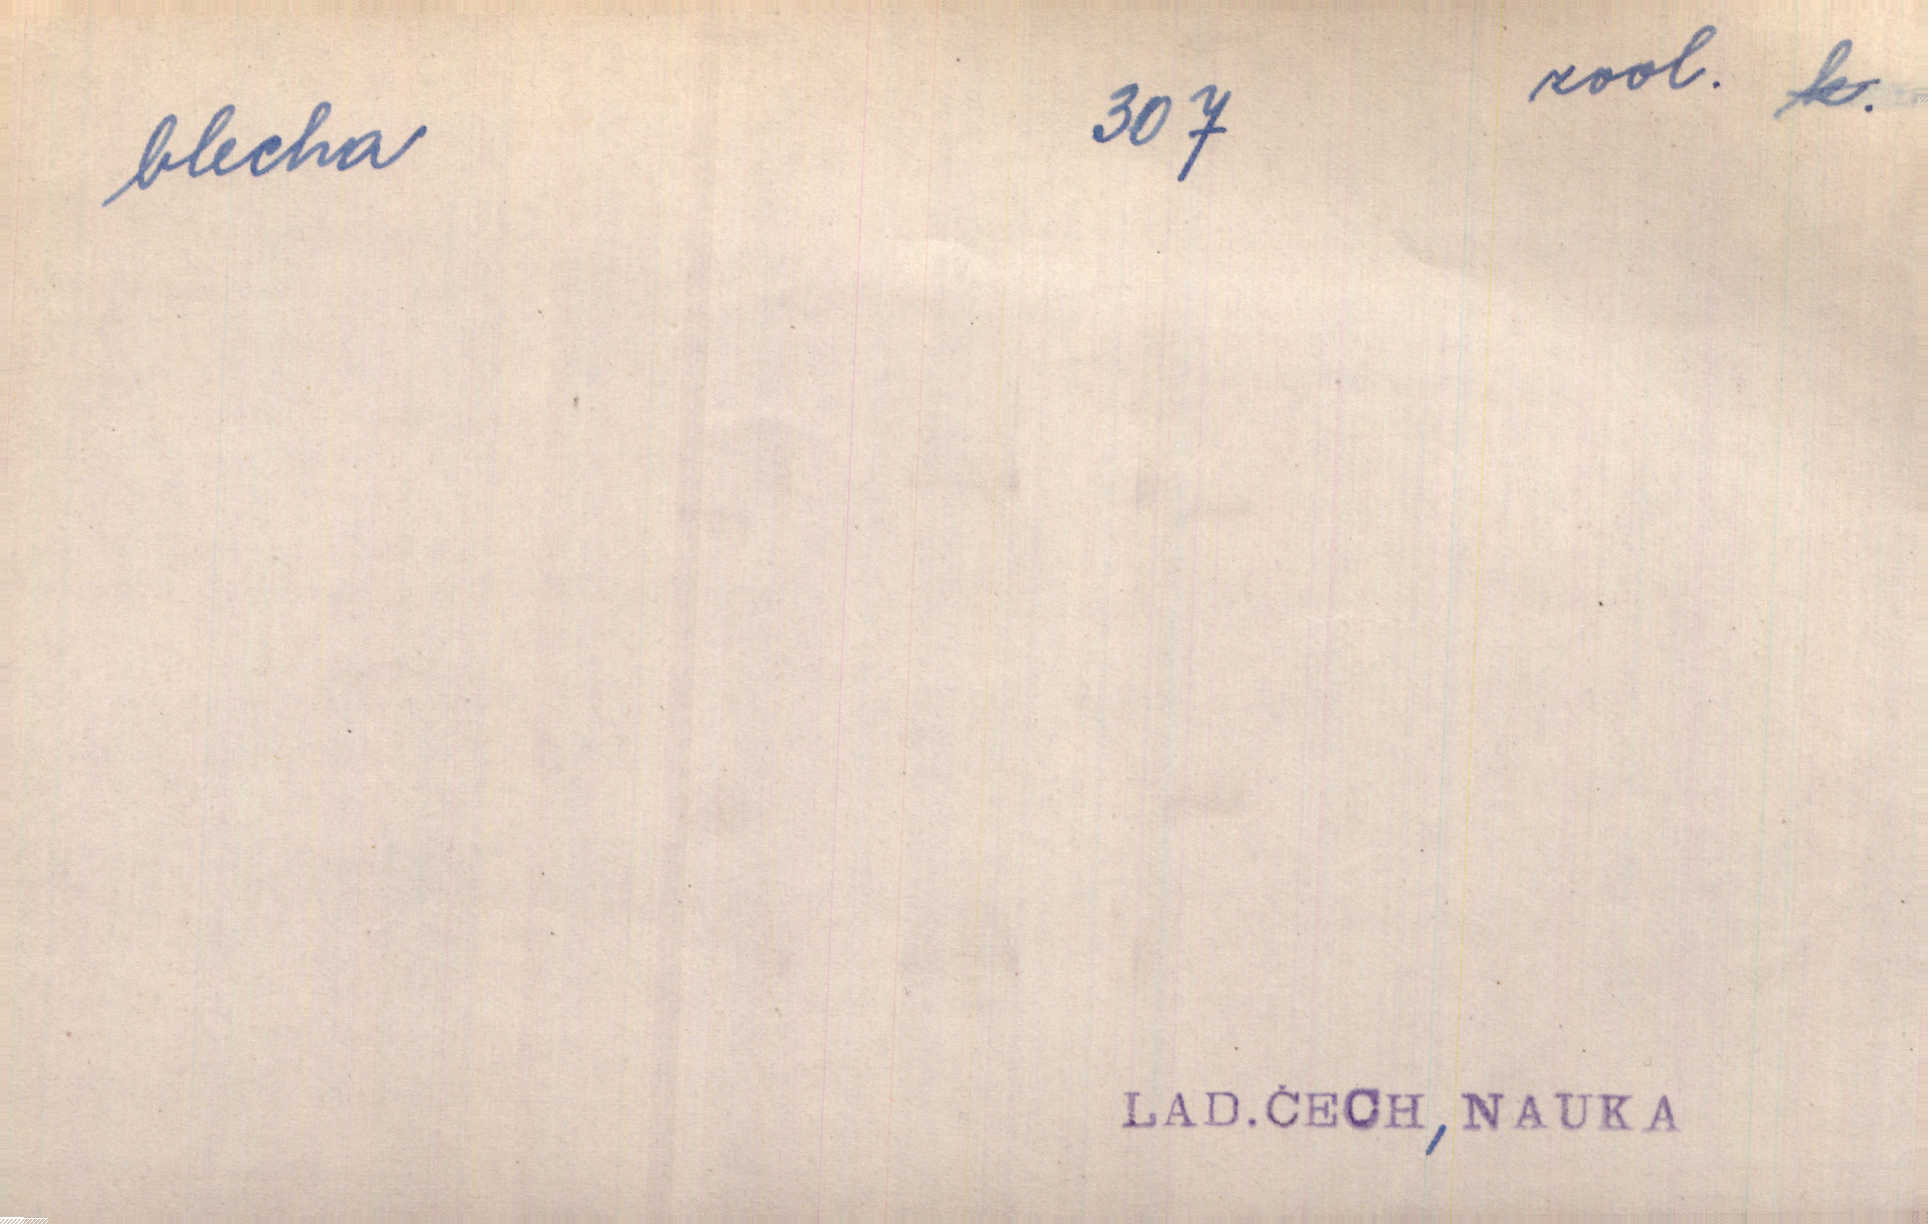 blecha 307 zool. k.
LAD.ČECH, NAUKA